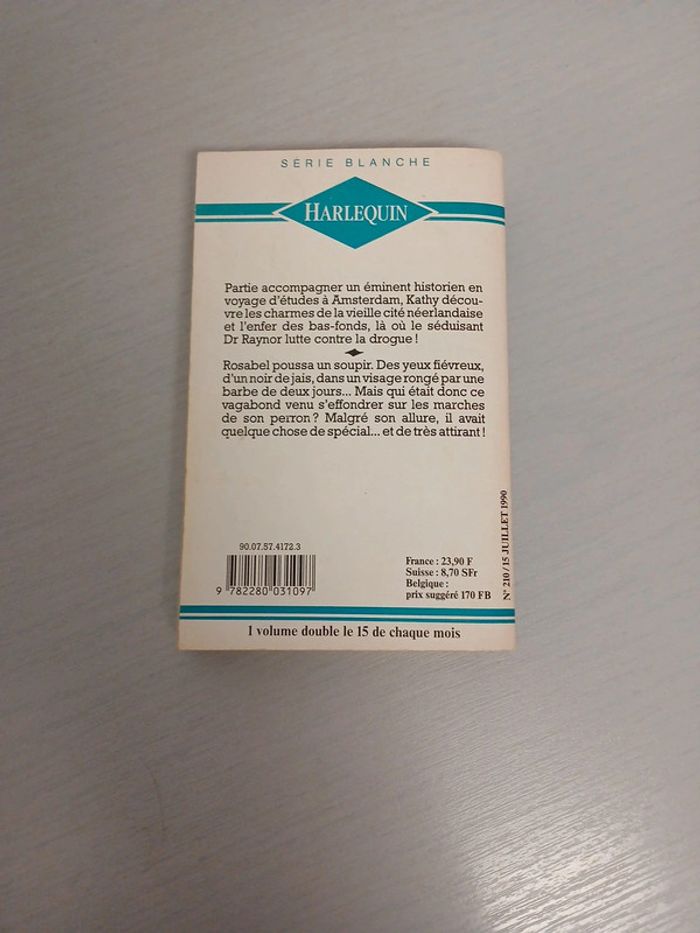 SÉRIE BLANCHE
HARLEQUIN
Partie accompagner un éminent historien en
voyage d'études à Amsterdam, Kathy décou-
vre les charmes de la vieille cité néerlandaise
et l'enfer des bas-fonds, là où le séduisant
Dr Raynor lutte contre la drogue !
Rosabel poussa un soupir. Des yeux fiévreux,
d'un noir de jais, dans un visage rongé par une
barbe de deux jours... Mais qui était donc ce
vagabond venu s'effondrer sur les marches
de son perron ? Malgré son allure, il avait
quelque chose de spécial... et de très attirant !
90.07.57.4172.3
9 782280 031097
France : 23,90 F
Suisse : 8,70 SFr
Belgique :
prix suggéré 170 FB
N° 210 / 15 JUILLET 1990
1 volume double le 15 de chaque mois